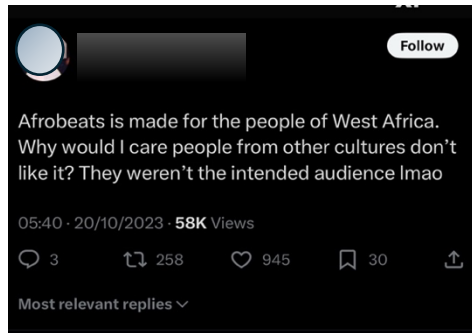 Follow
Afrobeats is made for the people of West Africa.
Why would I care people from other cultures don't
like it? They weren't the intended audience lmao
05:40 · 20/10/2023 · 58K Views
3 258 945 30
Most relevant replies